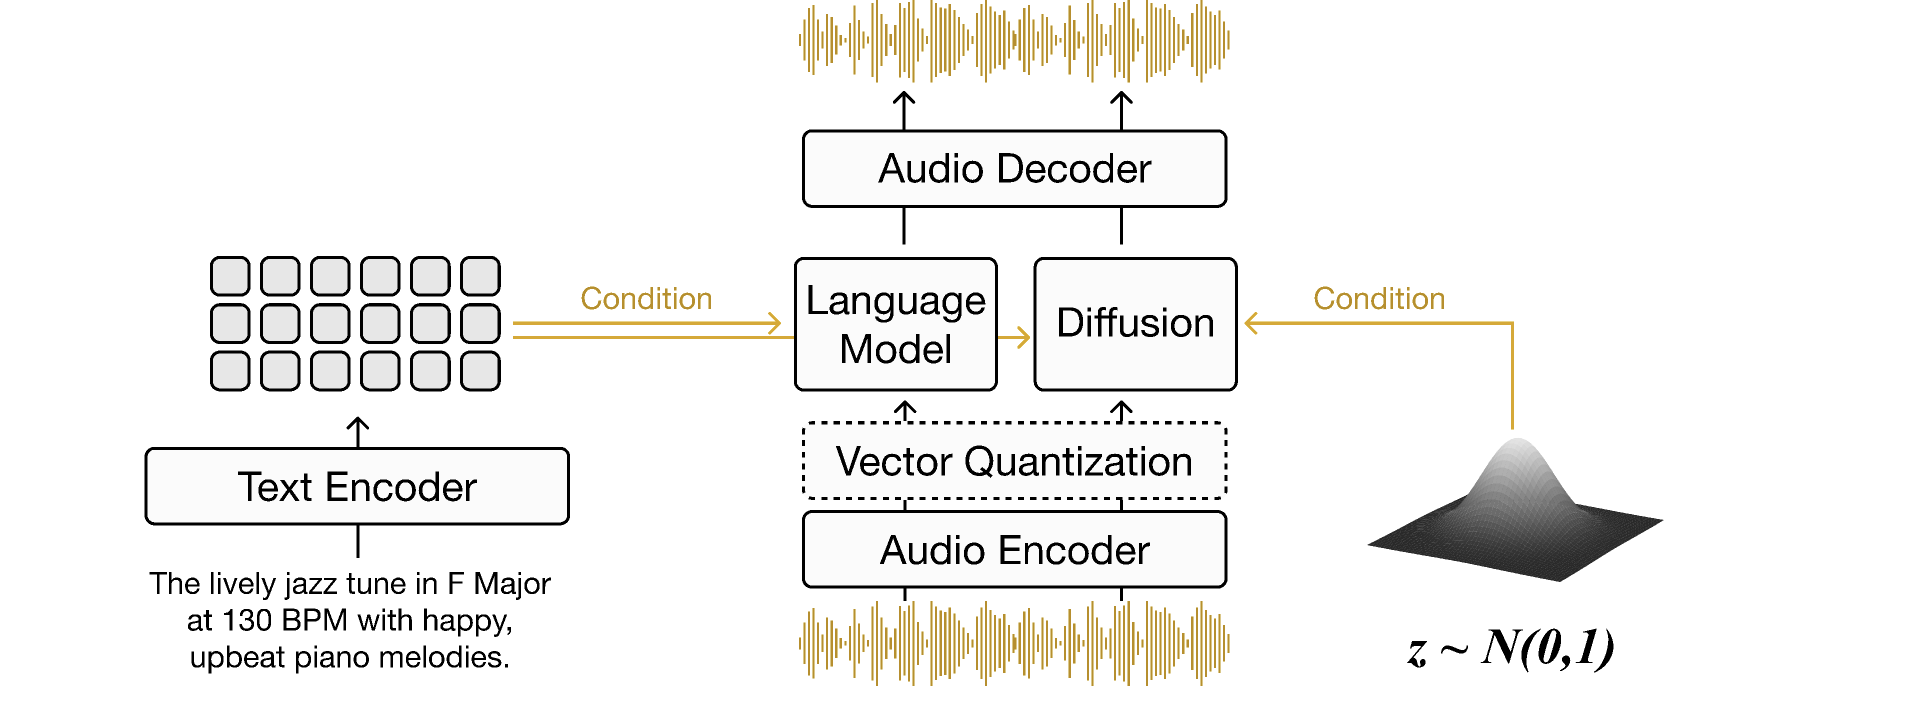 Audio Decoder
Condition
Language
Model
Diffusion
Condition
Vector Quantization
Text Encoder
Audio Encoder
The lively jazz tune in F Major
at 130 BPM with happy,
upbeat piano melodies.
z ~ N(0,1)